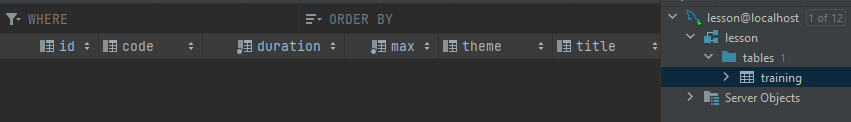 WHERE ORDER BY
id code duration max theme title
lesson@localhost 1 of 12
lesson
tables 1
training
Server Objects